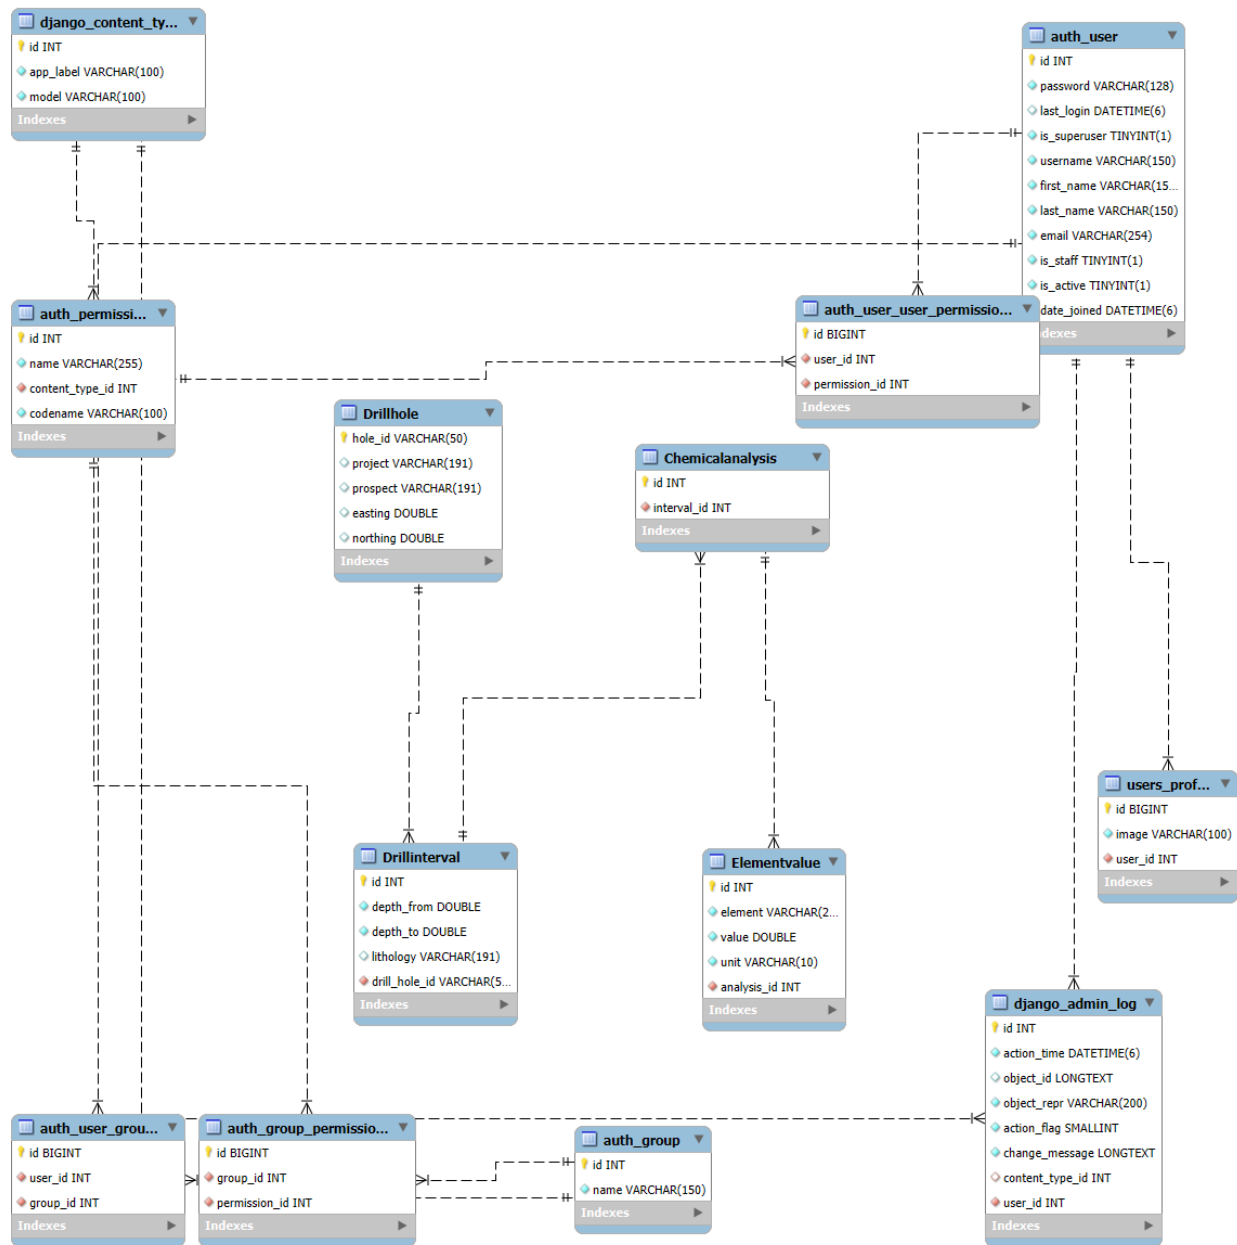 django_content_ty...
id INT
app_label VARCHAR(100)
model VARCHAR(100)
Indexes
auth_user
id INT
password VARCHAR(128)
last_login DATETIME(6)
is_superuser TINYINT(1)
username VARCHAR(150)
first_name VARCHAR(15...
last_name VARCHAR(150)
email VARCHAR(254)
is_staff TINYINT(1)
is_active TINYINT(1)
date_joined DATETIME(6)
dexes
auth_permissi...
id INT
name VARCHAR(255)
content_type_id INT
codename VARCHAR(100)
Indexes
auth_user_user_permissio...
id BIGINT
user_id INT
permission_id INT
Indexes
Drillhole
hole_id VARCHAR(50)
project VARCHAR(191)
prospect VARCHAR(191)
easting DOUBLE
northing DOUBLE
Indexes
Chemicalanalysis
id INT
interval_id INT
Indexes
users_prof...
id BIGINT
image VARCHAR(100)
user_id INT
Indexes
Drillinterval
id INT
depth_from DOUBLE
depth_to DOUBLE
lithology VARCHAR(191)
drill_hole_id VARCHAR(5...
Indexes
Elementvalue
id INT
element VARCHAR(2...
value DOUBLE
unit VARCHAR(10)
analysis_id INT
Indexes
django_admin_log
id INT
action_time DATETIME(6)
object_id LONGTEXT
object_repr VARCHAR(200)
action_flag SMALLINT
change_message LONGTEXT
content_type_id INT
user_id INT
Indexes
auth_user_grou...
id BIGINT
user_id INT
group_id INT
Indexes
auth_group_permissio...
id BIGINT
group_id INT
permission_id INT
Indexes
auth_group
id INT
name VARCHAR(150)
Indexes